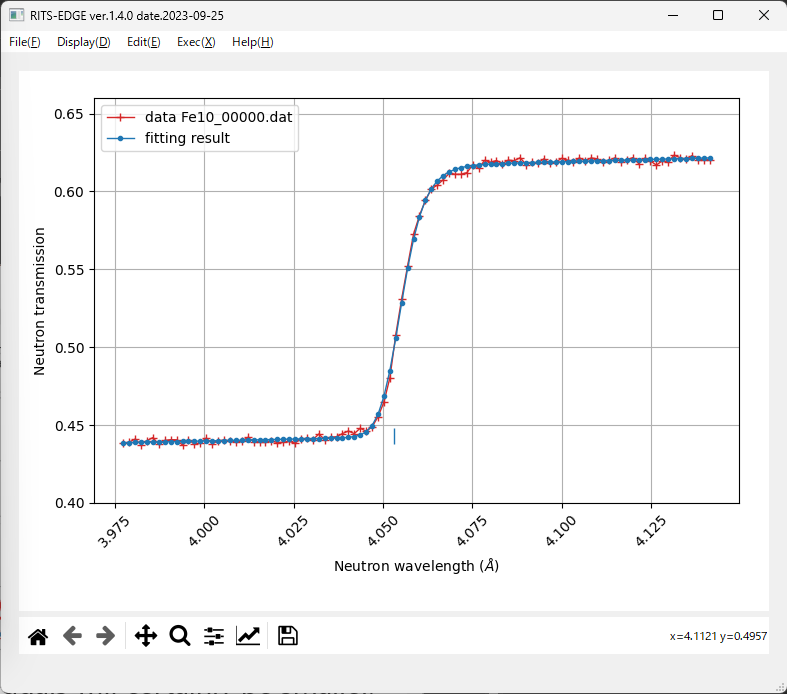 RITS-EDGE ver.1.4.0 date.2023-09-25
File(F) Display(D) Edit(E) Exec(X) Help(H)
data Fe10_00000.dat
fitting result
0.65
0.60
0.55
0.50
0.45
0.40
Neutron transmission
3.975 4.000 4.025 4.050 4.075 4.100 4.125
Neutron wavelength (Å)
x=4.1121 y=0.4957